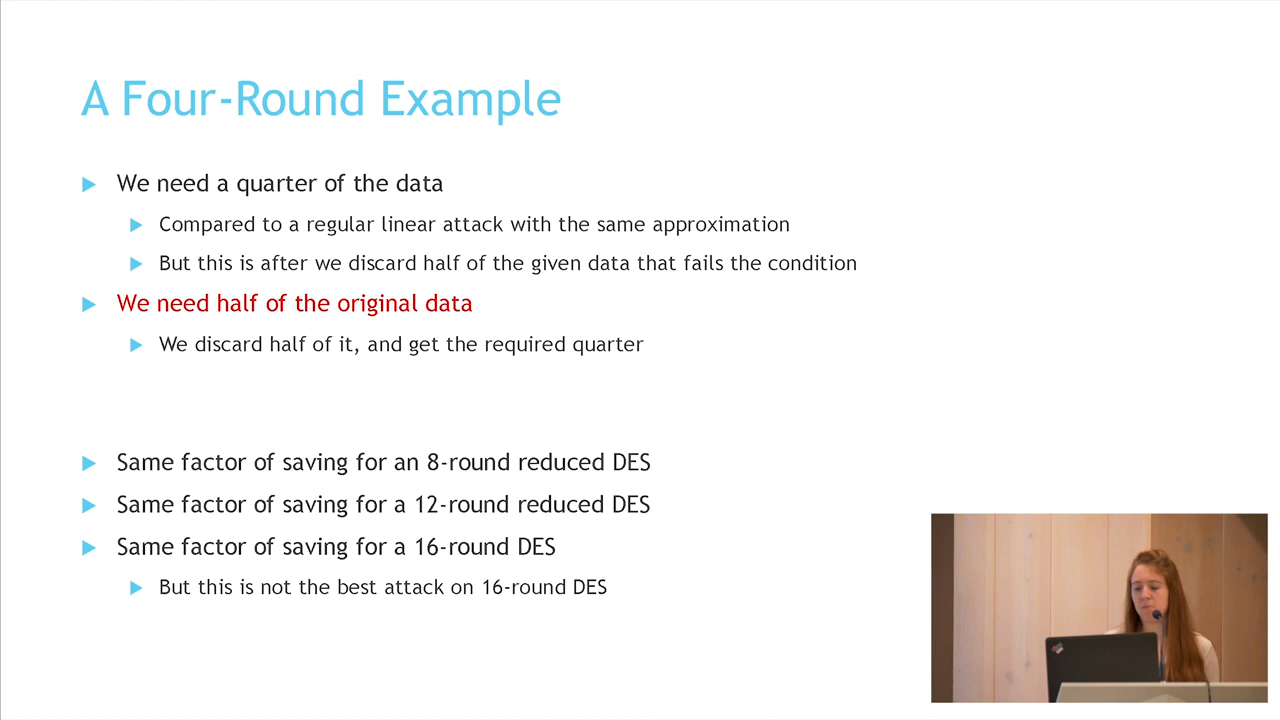 A Four-Round Example
We need a quarter of the data
Compared to a regular linear attack with the same approximation
But this is after we discard half of the given data that fails the condition
We need half of the original data
We discard half of it, and get the required quarter
Same factor of saving for an 8-round reduced DES
Same factor of saving for a 12-round reduced DES
Same factor of saving for a 16-round DES
But this is not the best attack on 16-round DES